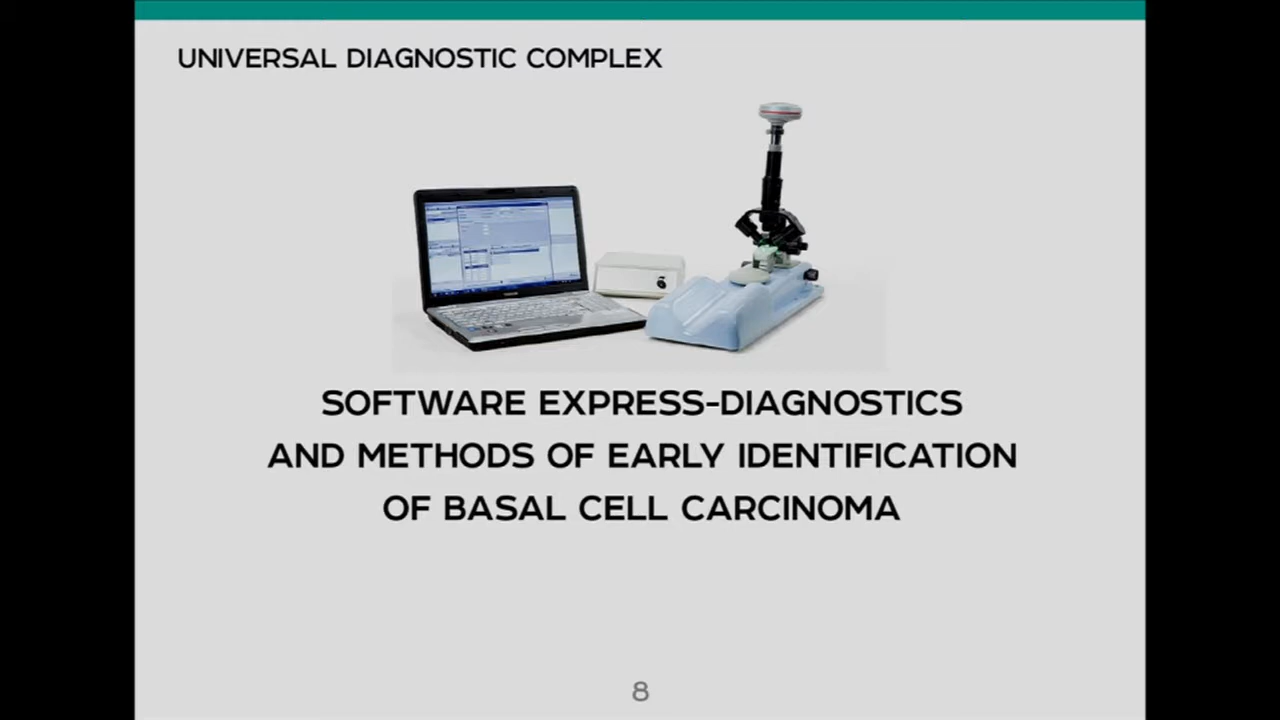 UNIVERSAL DIAGNOSTIC COMPLEX
SOFTWARE EXPRESS-DIAGNOSTICS
AND METHODS OF EARLY IDENTIFICATION
OF BASAL CELL CARCINOMA
8